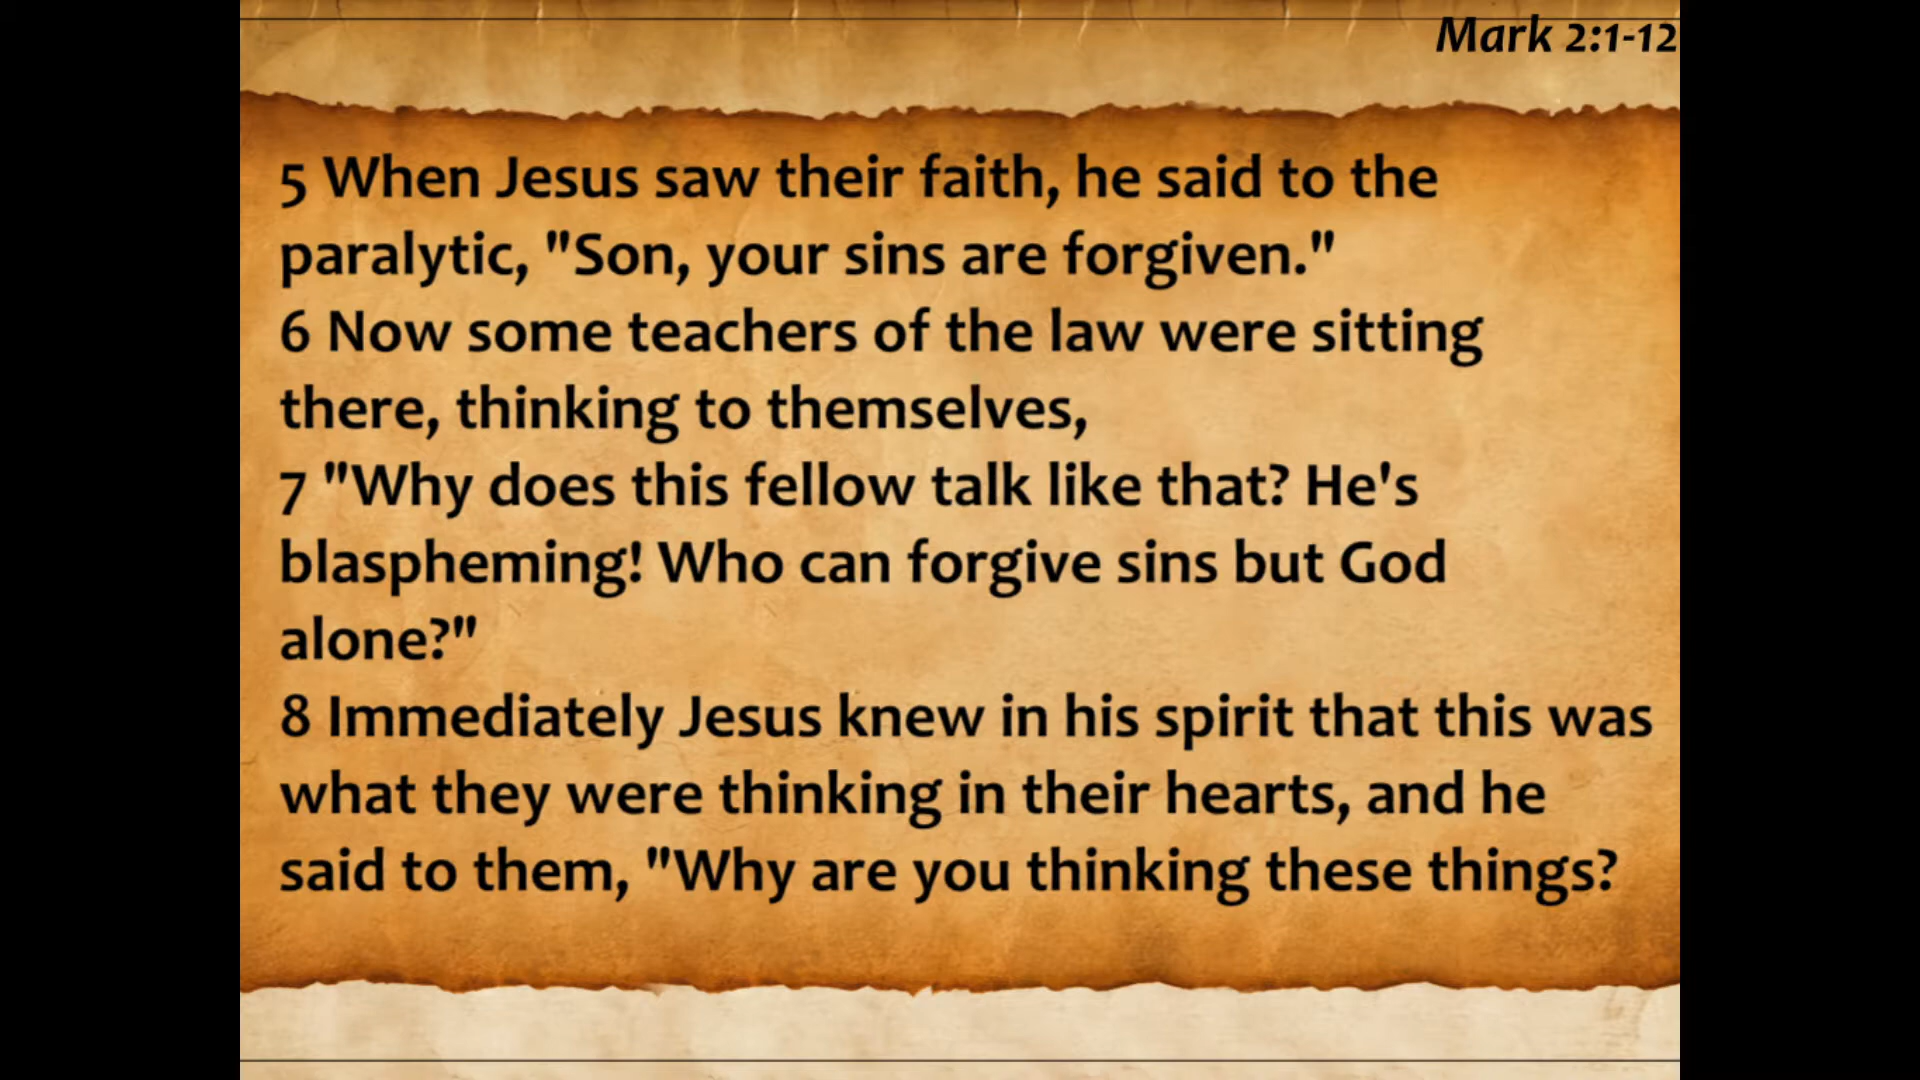 Mark 2:1-12
5 When Jesus saw their faith, he said to the
paralytic, "Son, your sins are forgiven."
6 Now some teachers of the law were sitting
there, thinking to themselves,
7 "Why does this fellow talk like that? He's
blaspheming! Who can forgive sins but God
alone?"
8 Immediately Jesus knew in his spirit that this was
what they were thinking in their hearts, and he
said to them, "Why are you thinking these things?